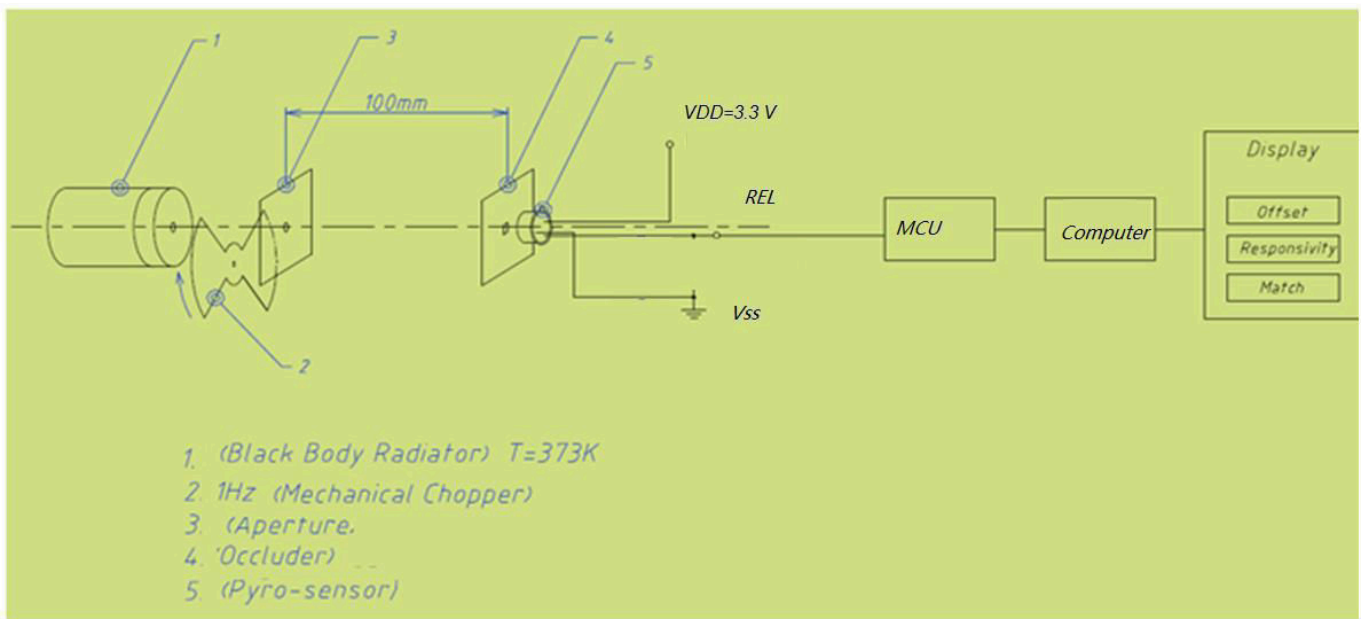 1
3
4
5
100mm
VDD=3.3 V
REL
MCU
Computer
Display
Offset
Responsivity
Match
Vss
2
1. (Black Body Radiator) T=373K
2. 1Hz (Mechanical Chopper)
3. (Aperture.
4. 'Occluder)
5. (Pyro-sensor)